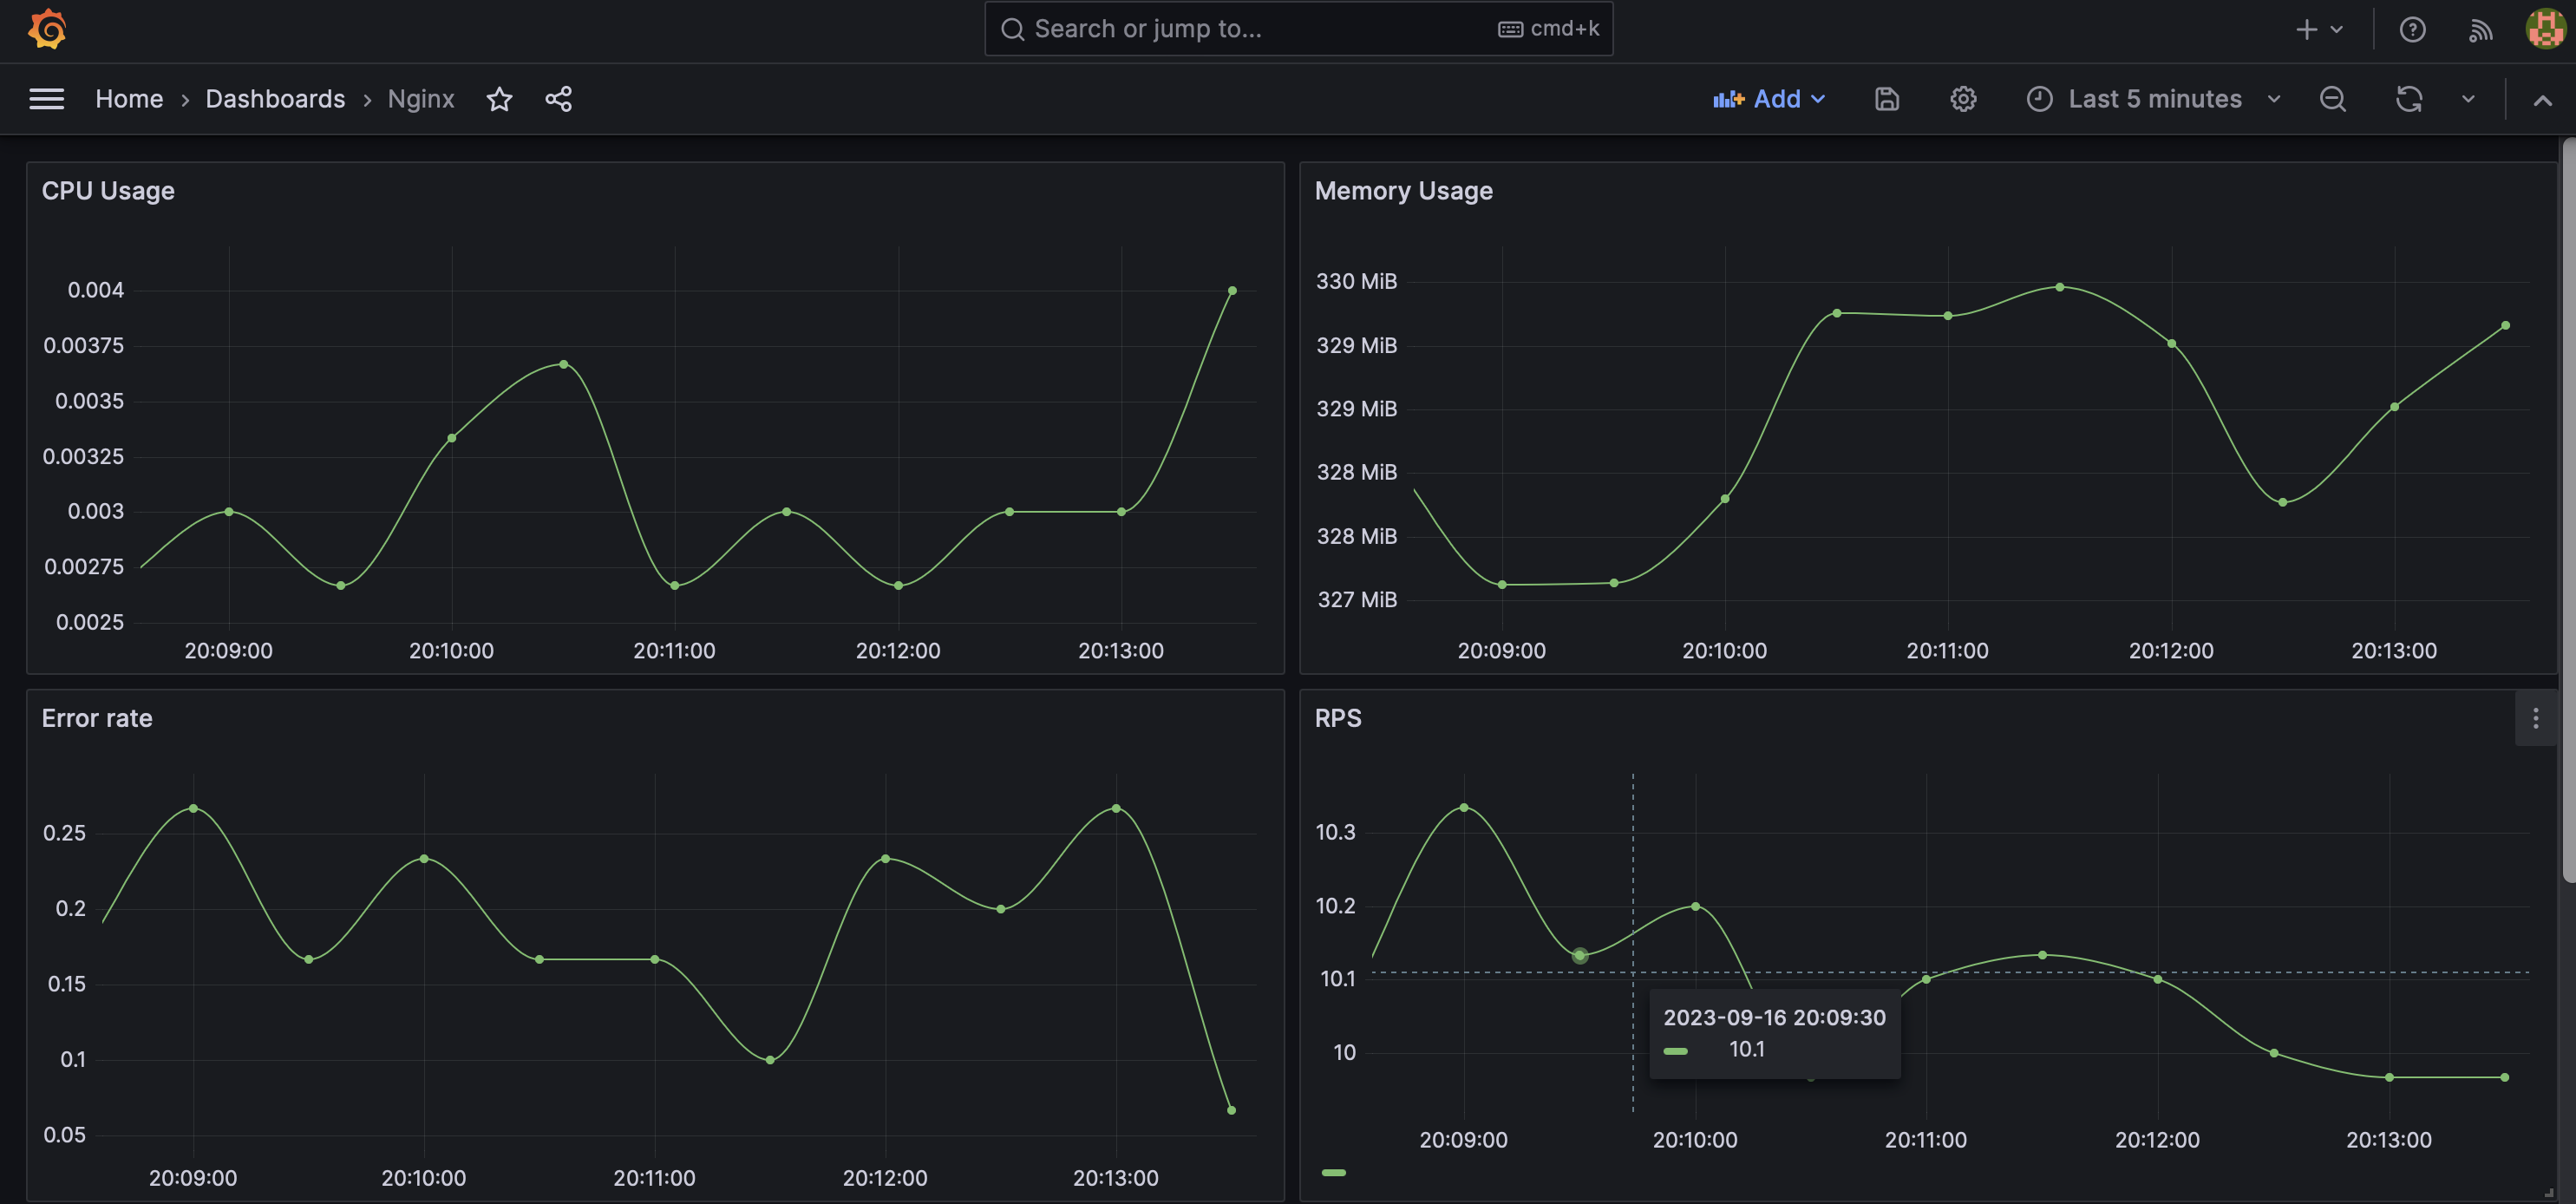 Search or jump to... cmd+k
Home › Dashboards › Nginx Add Last 5 minutes
CPU Usage
0.004
0.00375
0.0035
0.00325
0.003
0.00275
0.0025
20:09:00 20:10:00 20:11:00 20:12:00 20:13:00
Memory Usage
330 MiB
329 MiB
329 MiB
328 MiB
328 MiB
327 MiB
20:09:00 20:10:00 20:11:00 20:12:00 20:13:00
Error rate
0.25
0.2
0.15
0.1
0.05
20:09:00 20:10:00 20:11:00 20:12:00 20:13:00
RPS
10.3
10.2
10.1
10
2023-09-16 20:09:30
10.1
20:09:00 20:10:00 20:11:00 20:12:00 20:13:00